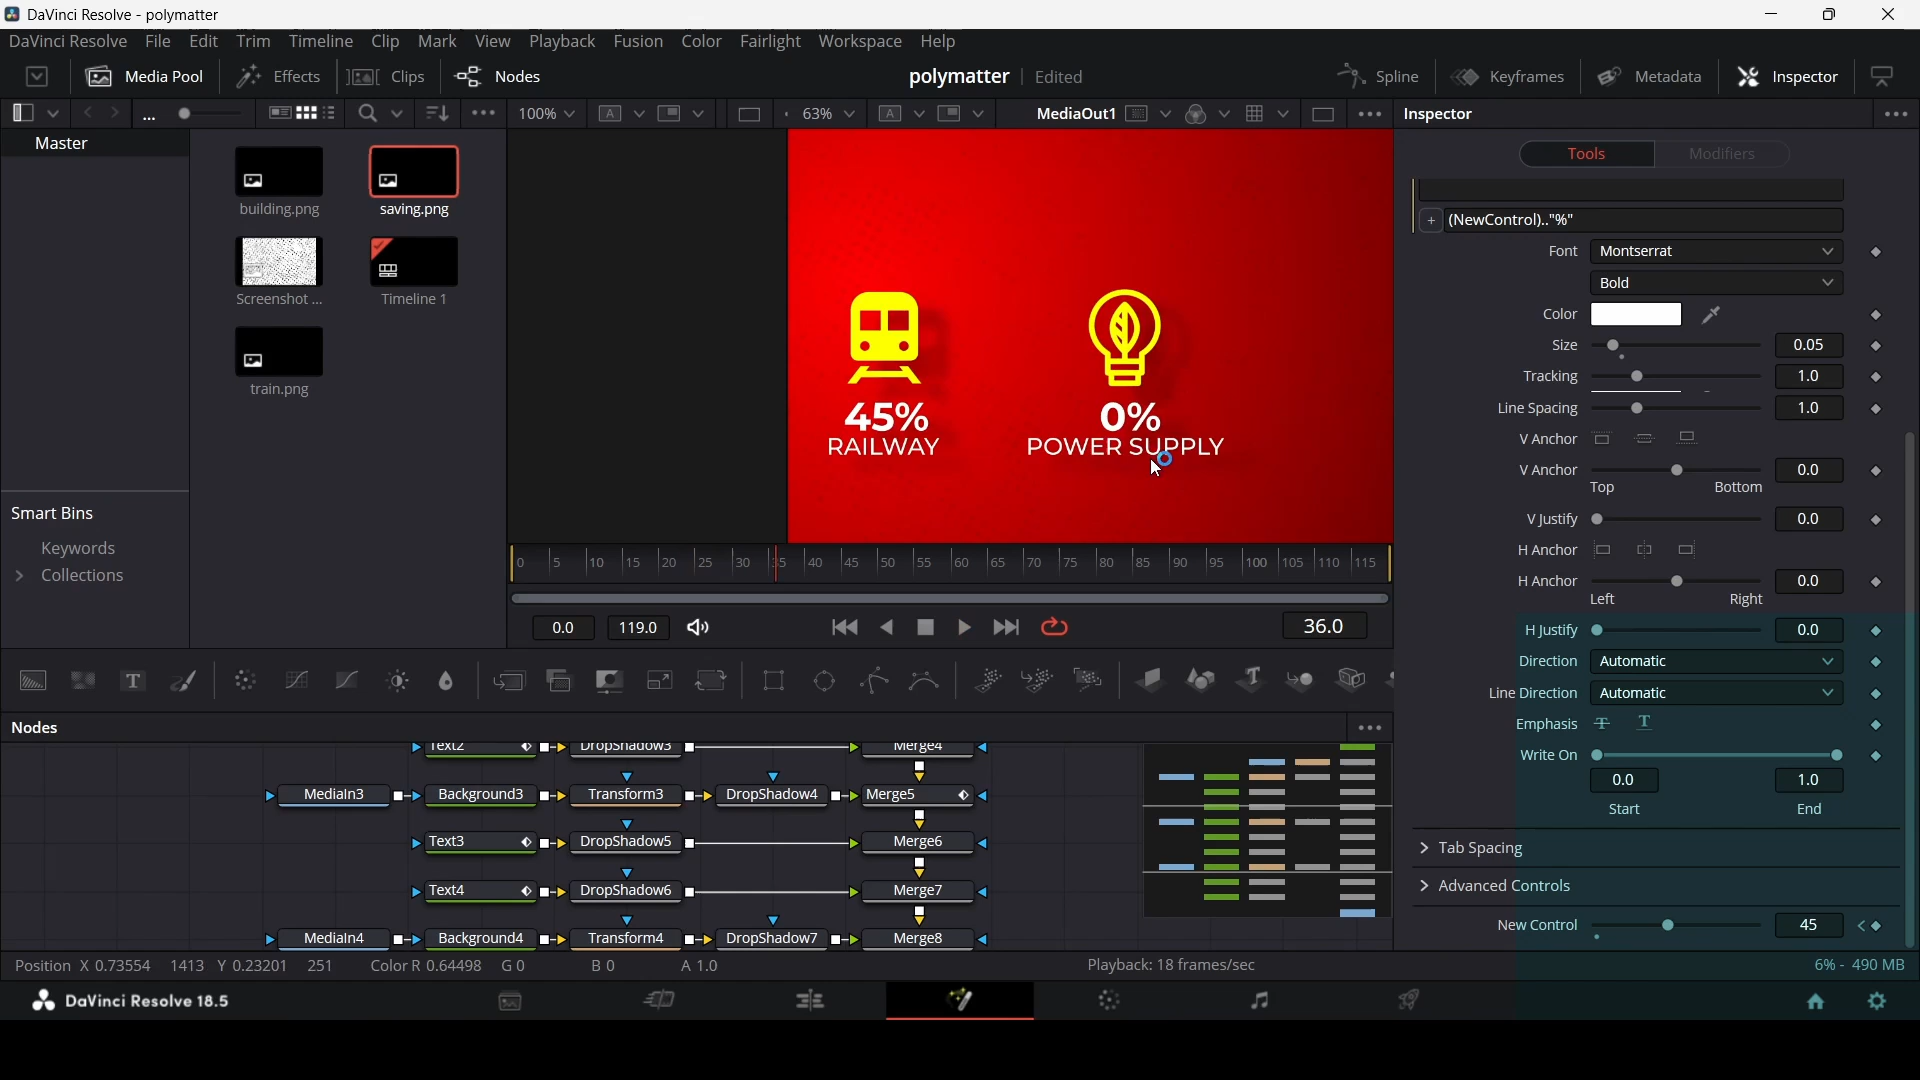 DaVinci Resolve - polymatter
DaVinci Resolve File Edit Trim Timeline Clip Mark View Playback Fusion Color Fairlight Workspace Help
Media Pool Effects Clips Nodes polymatter Edited Spline Keyframes Metadata Inspector
... 100% A 63% A MediaOut1 Inspector
Master
building.png
saving.png
Screenshot ...
Timeline 1
train.png
Smart Bins
Keywords
Collections
45%
RAILWAY
0%
POWER SUPPLY
0 5 10 15 20 25 30 35 40 45 50 55 60 65 70 75 80 85 90 95 100 105 110 115
0.0 119.0 36.0
Tools Modifiers
(NewControl).."%"
Font Montserrat
Bold
Color
Size 0.05
Tracking 1.0
Line Spacing 1.0
V Anchor
V Anchor 0.0
Top Bottom
V Justify 0.0
H Anchor
H Anchor 0.0
Left Right
H Justify 0.0
Direction Automatic
Line Direction Automatic
Emphasis
Write On
0.0 1.0
Start End
Tab Spacing
Advanced Controls
New Control 45
Nodes
Text2 DropShadow3 Merge4
MediaIn3 Background3 Transform3 DropShadow4 Merge5
Text3 DropShadow5 Merge6
Text4 DropShadow6 Merge7
MediaIn4 Background4 Transform4 DropShadow7 Merge8
Position X 0.73554 1413 Y 0.23201 251 Color R 0.64498 G 0 B 0 A 1.0 Playback: 18 frames/sec 6% - 490 MB
DaVinci Resolve 18.5